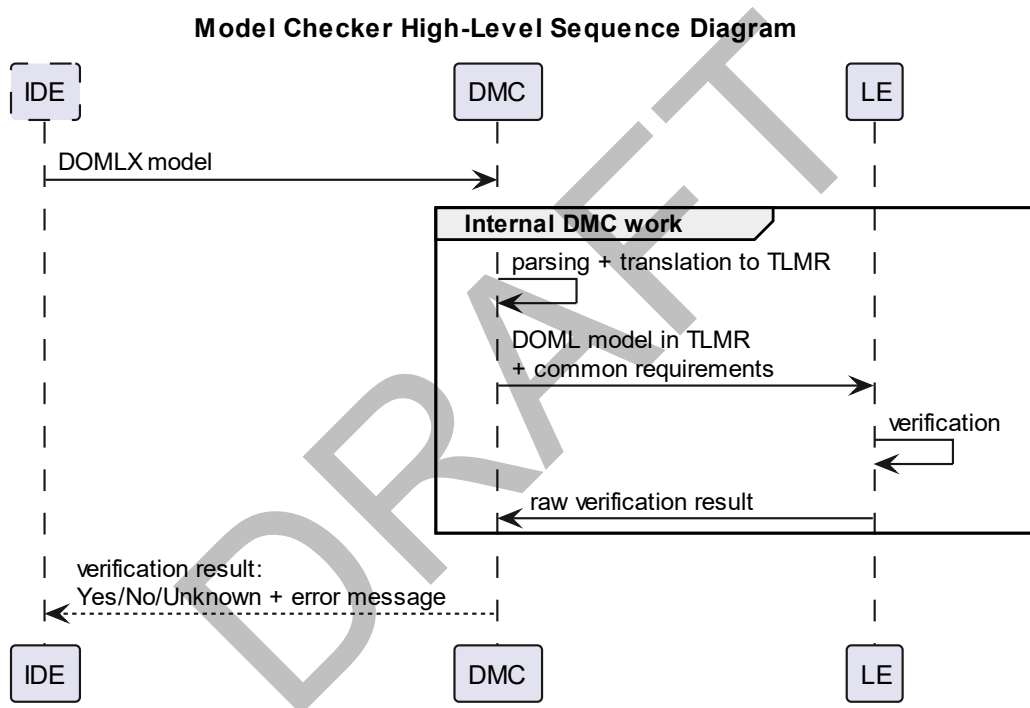 Model Checker High-Level Sequence Diagram
IDE
DMC
LE
DOMLX model
Internal DMC work
parsing + translation to TLMR
DOML model in TLMR
+ common requirements
verification
raw verification result
verification result:
Yes/No/Unknown + error message
IDE
DMC
LE
DRAFT